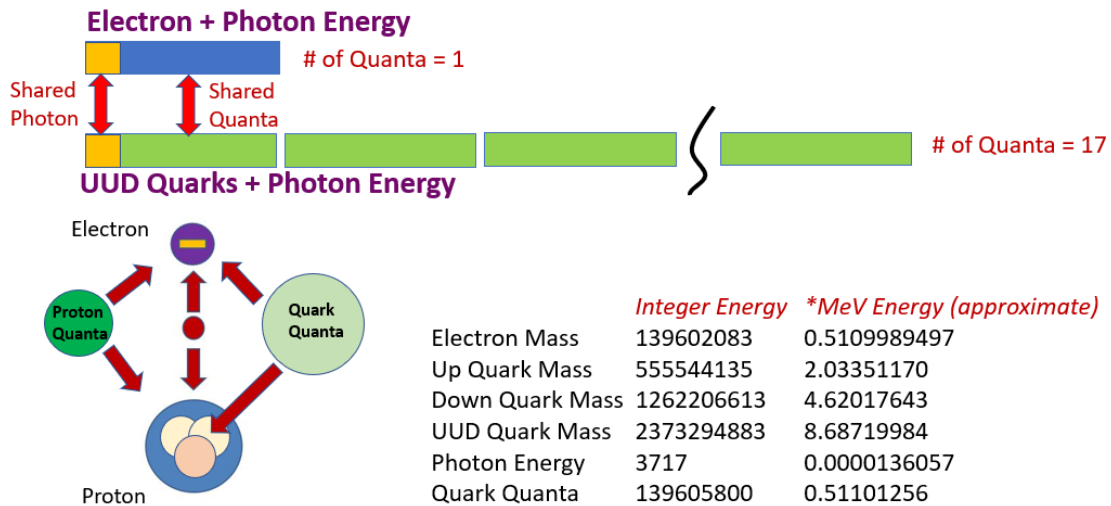 Electron + Photon Energy
# of Quanta = 1
Shared
Photon
Shared
Quanta
# of Quanta = 17
UUD Quarks + Photon Energy
Electron
Proton
Quanta
Quark
Quanta
Proton
Integer Energy *MeV Energy (approximate)
Electron Mass 139602083 0.5109989497
Up Quark Mass 555544135 2.03351170
Down Quark Mass 1262206613 4.62017643
UUD Quark Mass 2373294883 8.68719984
Photon Energy 3717 0.0000136057
Quark Quanta 139605800 0.51101256